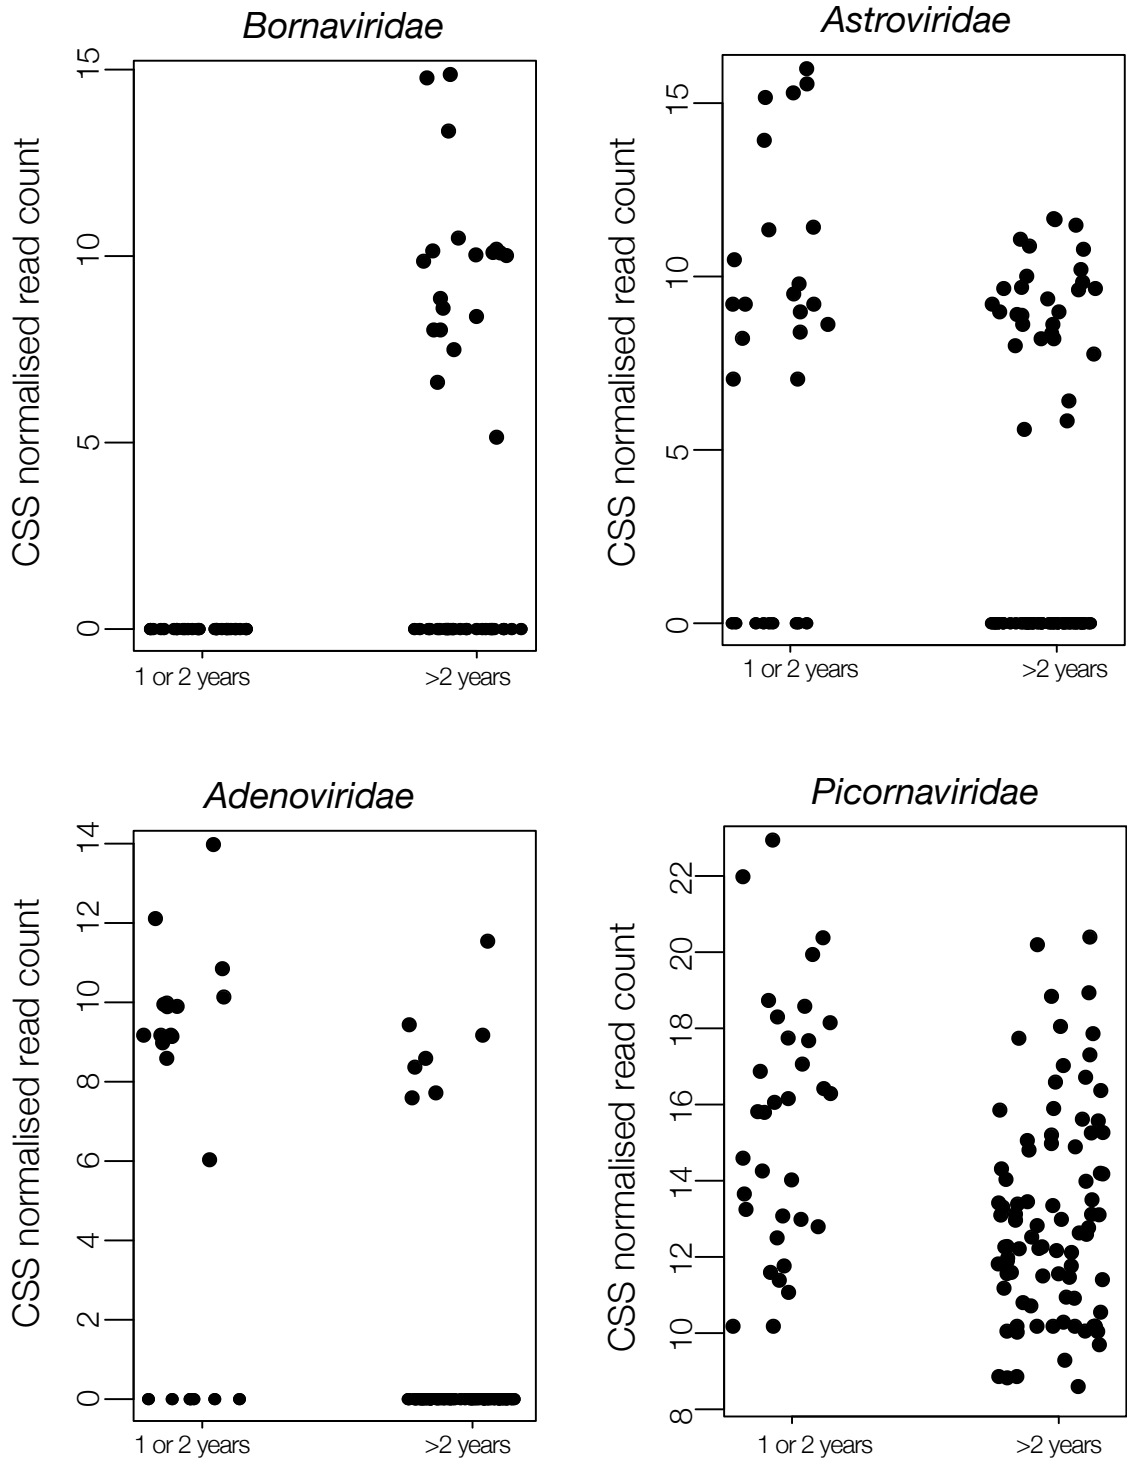 Bornaviridae
CSS normalised read count
15
10
5
0
1 or 2 years
>2 years
Astroviridae
CSS normalised read count
15
10
5
0
1 or 2 years
>2 years
Adenoviridae
CSS normalised read count
14
12
10
8
6
4
2
0
1 or 2 years
>2 years
Picornaviridae
CSS normalised read count
22
20
18
16
14
12
10
8
1 or 2 years
>2 years